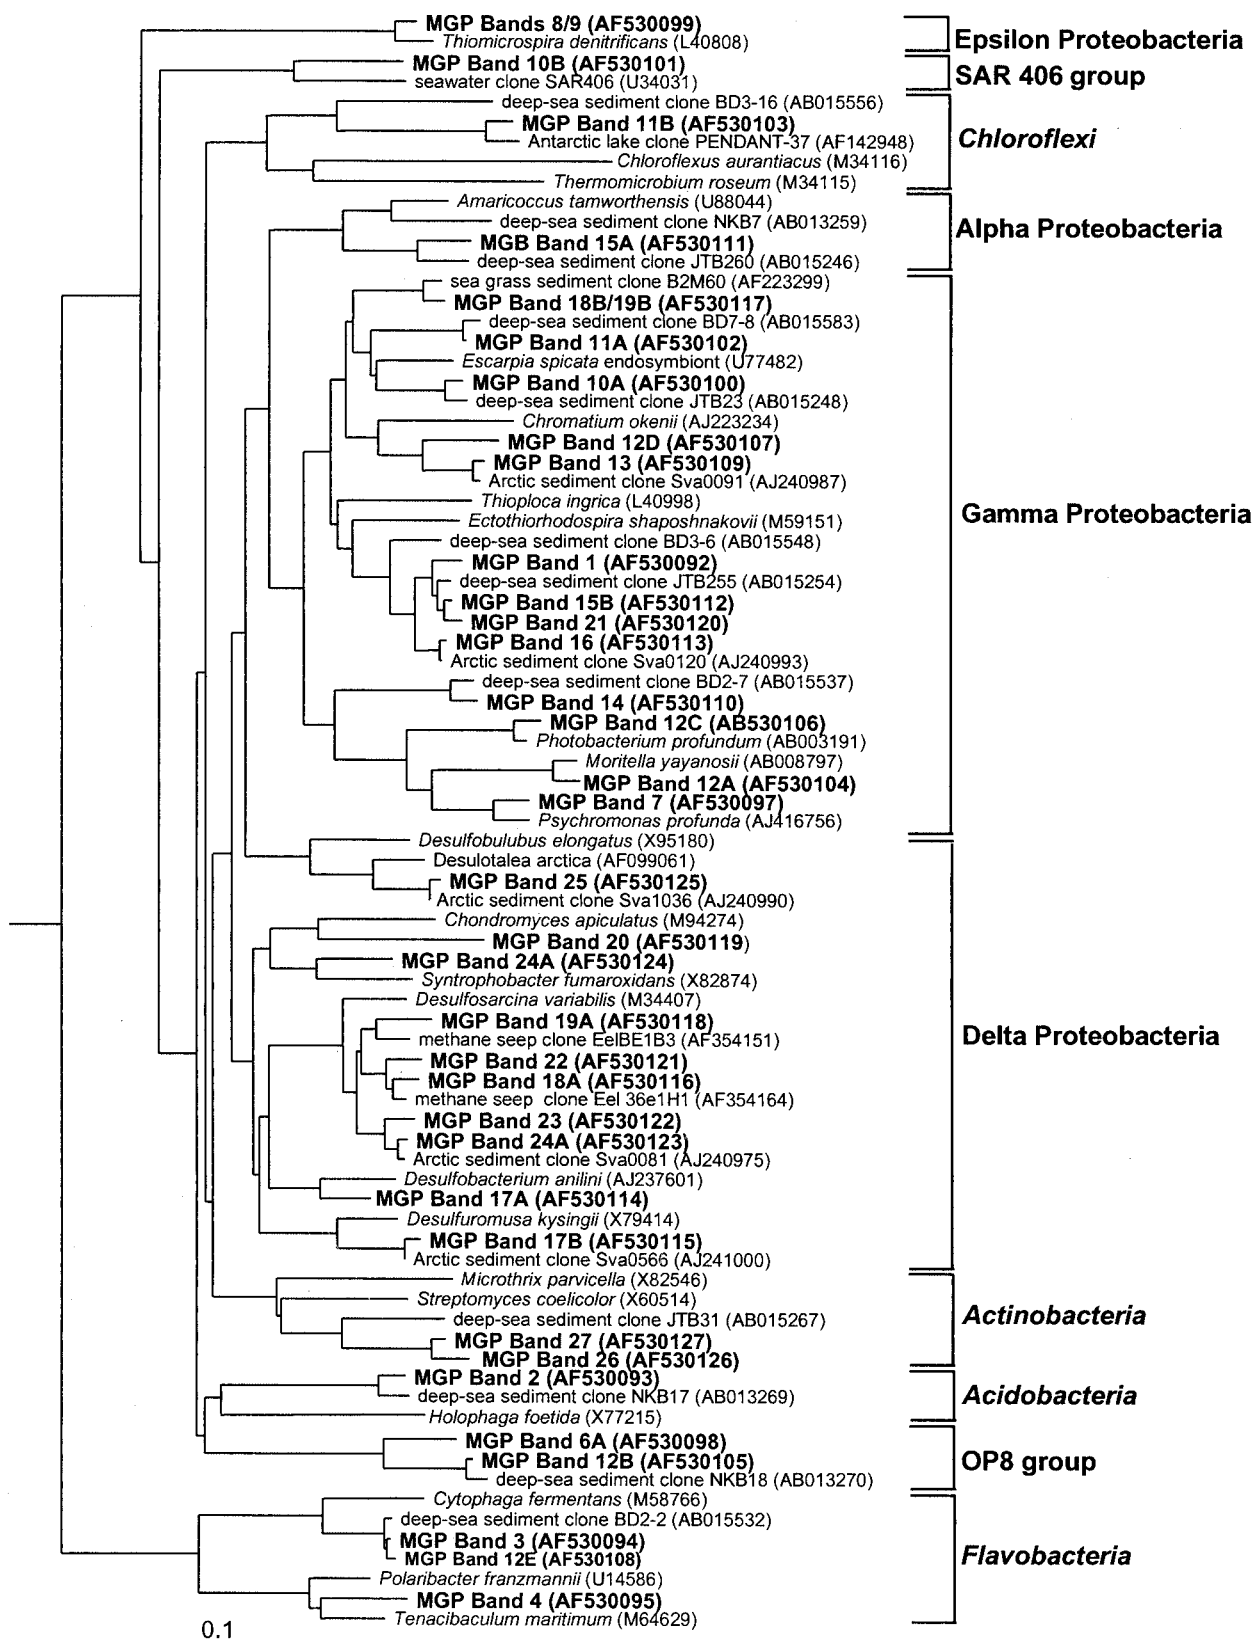 MGP Bands 8/9 (AF530099)
Thiomicrospira denitrificans (L40808)
Epsilon Proteobacteria
MGP Band 10B (AF530101)
seawater clone SAR406 (U34031)
SAR 406 group
deep-sea sediment clone BD3-16 (AB015556)
MGP Band 11B (AF530103)
Antarctic lake clone PENDANT-37 (AF142948)
Chloroflexus aurantiacus (M34116)
Thermomicrobium roseum (M34115)
Chloroflexi
Amaricoccus tamworthensis (U88044)
deep-sea sediment clone NKB7 (AB013259)
MGB Band 15A (AF530111)
deep-sea sediment clone JTB260 (AB015246)
Alpha Proteobacteria
sea grass sediment clone B2M60 (AF223299)
MGP Band 18B/19B (AF530117)
deep-sea sediment clone BD7-8 (AB015583)
MGP Band 11A (AF530102)
Escarpia spicata endosymbiont (U77482)
MGP Band 10A (AF530100)
deep-sea sediment clone JTB23 (AB015248)
Chromatium okenii (AJ223234)
MGP Band 12D (AF530107)
MGP Band 13 (AF530109)
Arctic sediment clone Sva0091 (AJ240987)
Thioploca ingrica (L40998)
Ectothiorhodospira shaposhnakovii (M59151)
deep-sea sediment clone BD3-6 (AB015548)
MGP Band 1 (AF530092)
deep-sea sediment clone JTB255 (AB015254)
MGP Band 15B (AF530112)
MGP Band 21 (AF530120)
MGP Band 16 (AF530113)
Arctic sediment clone Sva0120 (AJ240993)
deep-sea sediment clone BD2-7 (AB015537)
MGP Band 14 (AF530110)
MGP Band 12C (AB530106)
Photobacterium profundum (AB003191)
Moritella yayanosii (AB008797)
MGP Band 12A (AF530104)
MGP Band 7 (AF530097)
Psychromonas profunda (AJ416756)
Gamma Proteobacteria
Desulfobulubus elongatus (X95180)
Desulotalea arctica (AF099061)
MGP Band 25 (AF530125)
Arctic sediment clone Sva1036 (AJ240990)
Chondromyces apiculatus (M94274)
MGP Band 20 (AF530119)
MGP Band 24A (AF530124)
Syntrophobacter fumaroxidans (X82874)
Desulfosarcina variabilis (M34407)
MGP Band 19A (AF530118)
methane seep clone EelBE1B3 (AF354151)
MGP Band 22 (AF530121)
MGP Band 18A (AF530116)
methane seep clone Eel 36e1H1 (AF354164)
MGP Band 23 (AF530122)
MGP Band 24A (AF530123)
Arctic sediment clone Sva0081 (AJ240975)
Desulfobacterium anilini (AJ237601)
MGP Band 17A (AF530114)
Desulfuromusa kysingii (X79414)
MGP Band 17B (AF530115)
Arctic sediment clone Sva0566 (AJ241000)
Delta Proteobacteria
Microthrix parvicella (X82546)
Streptomyces coelicolor (X60514)
deep-sea sediment clone JTB31 (AB015267)
MGP Band 27 (AF530127)
MGP Band 26 (AF530126)
Actinobacteria
MGP Band 2 (AF530093)
deep-sea sediment clone NKB17 (AB013269)
Holophaga foetida (X77215)
Acidobacteria
MGP Band 6A (AF530098)
MGP Band 12B (AF530105)
deep-sea sediment clone NKB18 (AB013270)
OP8 group
Cytophaga fermentans (M58766)
deep-sea sediment clone BD2-2 (AB015532)
MGP Band 3 (AF530094)
MGP Band 12E (AF530108)
Polaribacter franzmannii (U14586)
MGP Band 4 (AF530095)
Tenacibaculum maritimum (M64629)
Flavobacteria
0.1